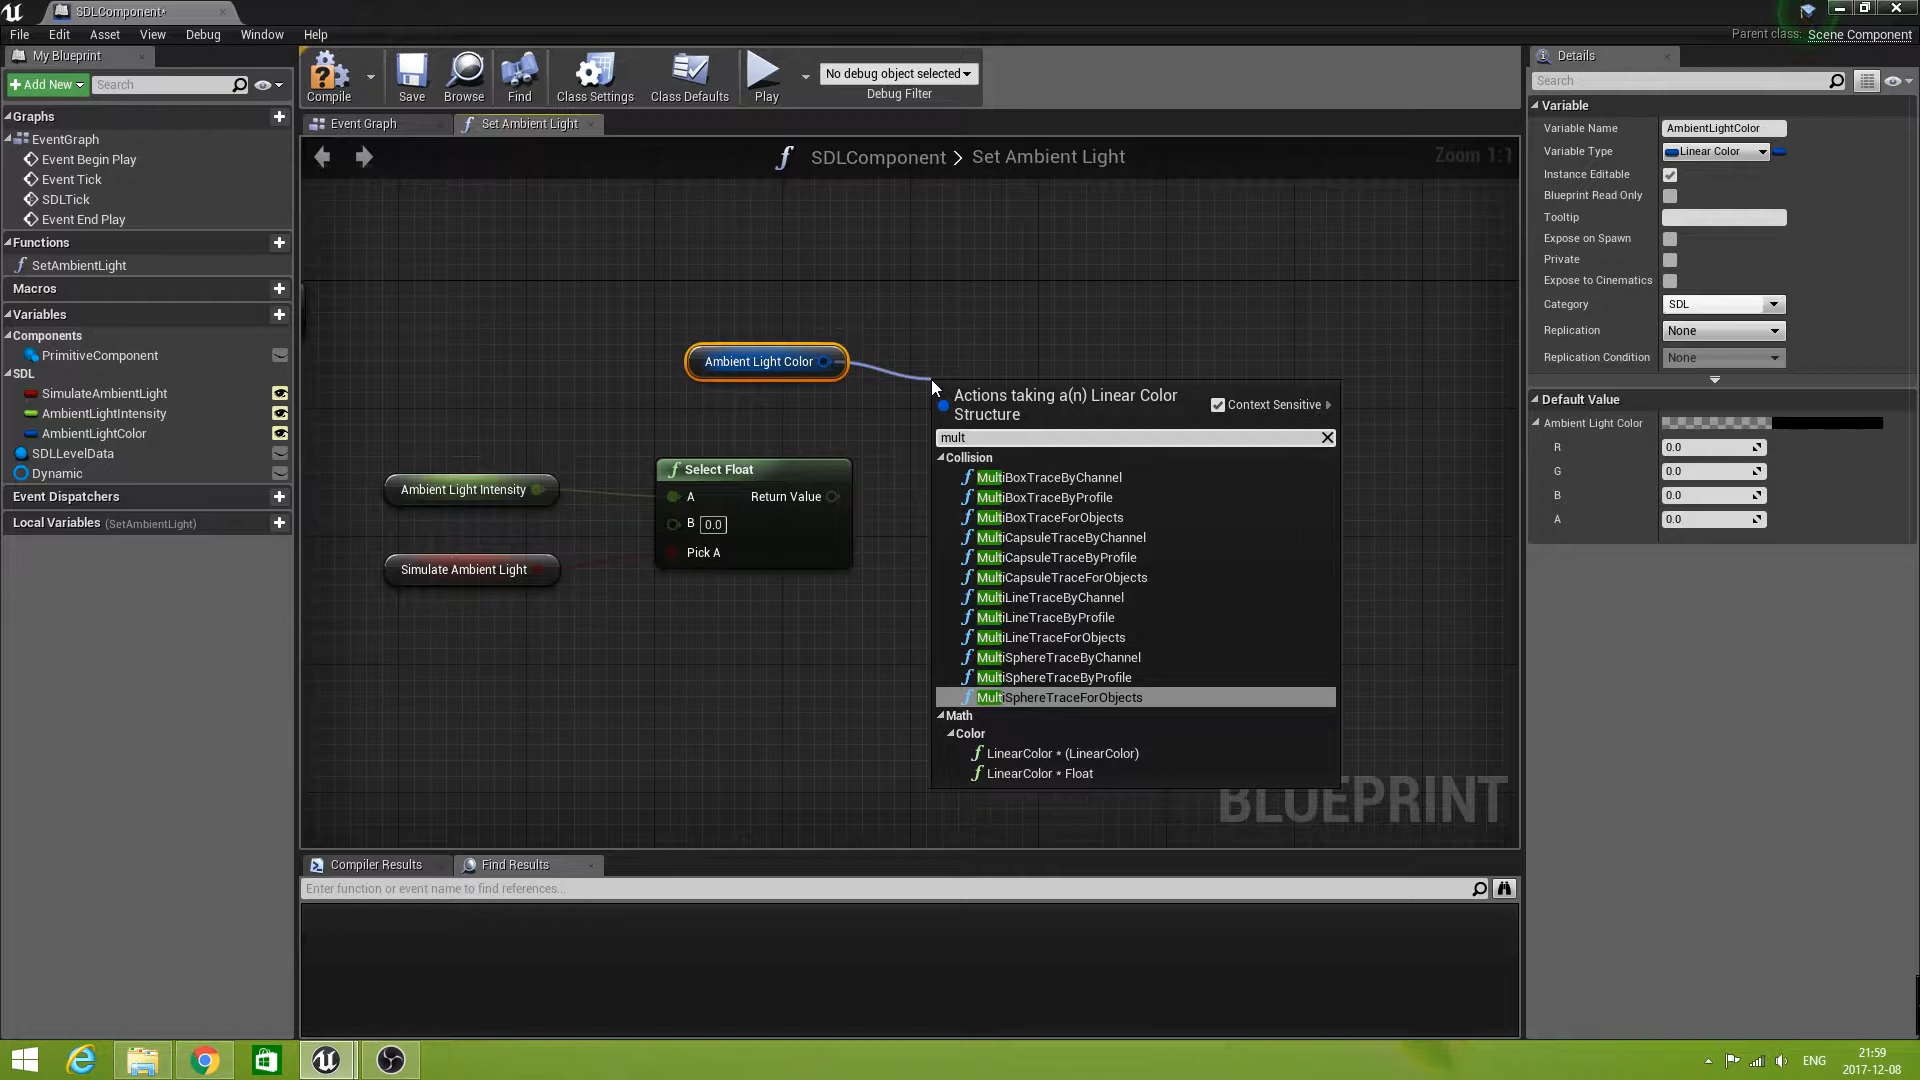 SDLComponent*
File Edit Asset View Debug Window Help
Parent class: Scene Component
My Blueprint
Add New
Search
Compile
Save
Browse
Find
Class Settings
Class Defaults
Play
No debug object selected
Debug Filter
Details
Search
Graphs
EventGraph
Event Begin Play
Event Tick
SDLTick
Event End Play
Functions
SetAmbientLight
Macros
Variables
Components
PrimitiveComponent
SDL
SimulateAmbientLight
AmbientLightIntensity
AmbientLightColor
SDLLevelData
Dynamic
Event Dispatchers
Local Variables (SetAmbientLight)
Event Graph
Set Ambient Light
SDLComponent > Set Ambient Light
Zoom 1:1
Ambient Light Color
Ambient Light Intensity
Simulate Ambient Light
Select Float
A
Return Value
B 0.0
Pick A
Actions taking a(n) Linear Color
Structure
Context Sensitive
mult
Collision
MultiBoxTraceByChannel
MultiBoxTraceByProfile
MultiBoxTraceForObjects
MultiCapsuleTraceByChannel
MultiCapsuleTraceByProfile
MultiCapsuleTraceForObjects
MultiLineTraceByChannel
MultiLineTraceByProfile
MultiLineTraceForObjects
MultiSphereTraceByChannel
MultiSphereTraceByProfile
MultiSphereTraceForObjects
Math
Color
LinearColor * (LinearColor)
LinearColor * Float
BLUEPRINT
Compiler Results
Find Results
Enter function or event name to find references...
Variable
Variable Name AmbientLightColor
Variable Type Linear Color
Instance Editable
Blueprint Read Only
Tooltip
Expose on Spawn
Private
Expose to Cinematics
Category SDL
Replication None
Replication Condition None
Default Value
Ambient Light Color
R 0.0
G 0.0
B 0.0
A 0.0
ENG
21:59
2017-12-08